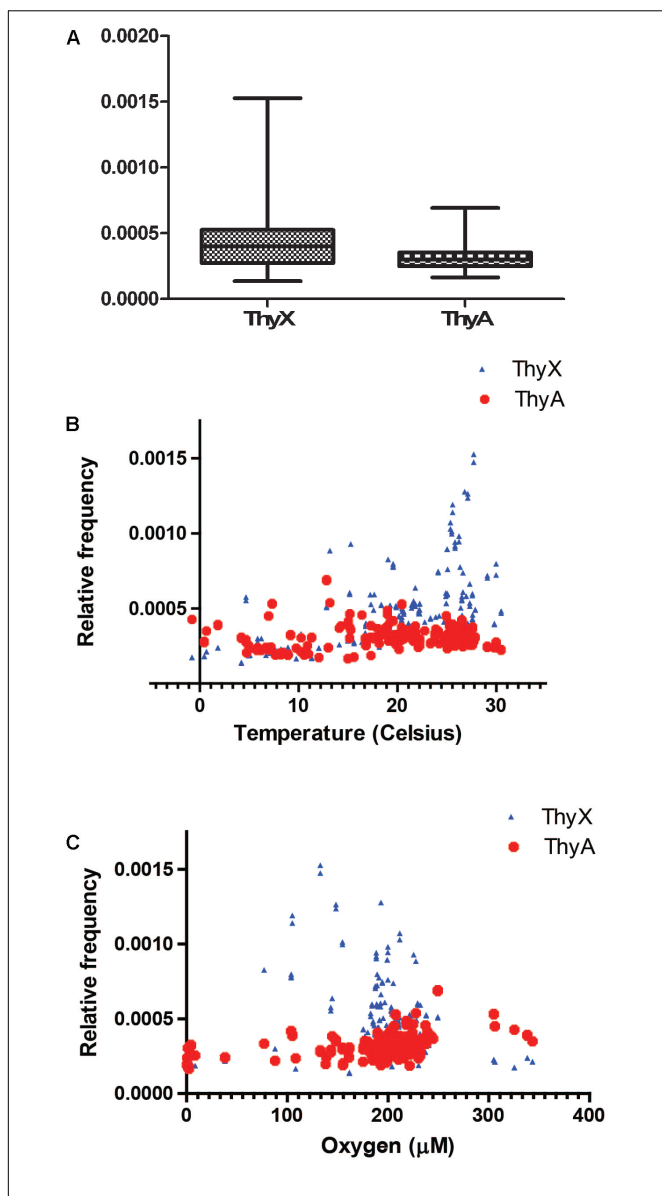 A
0.0020
0.0015
0.0010
0.0005
0.0000
ThyX ThyA
ThyX
ThyA
B
Relative frequency
0.0015
0.0010
0.0005
0 10 20 30
Temperature (Celsius)
ThyX
ThyA
C
Relative frequency
0.0015
0.0010
0.0005
0.0000
0 100 200 300 400
Oxygen (µM)